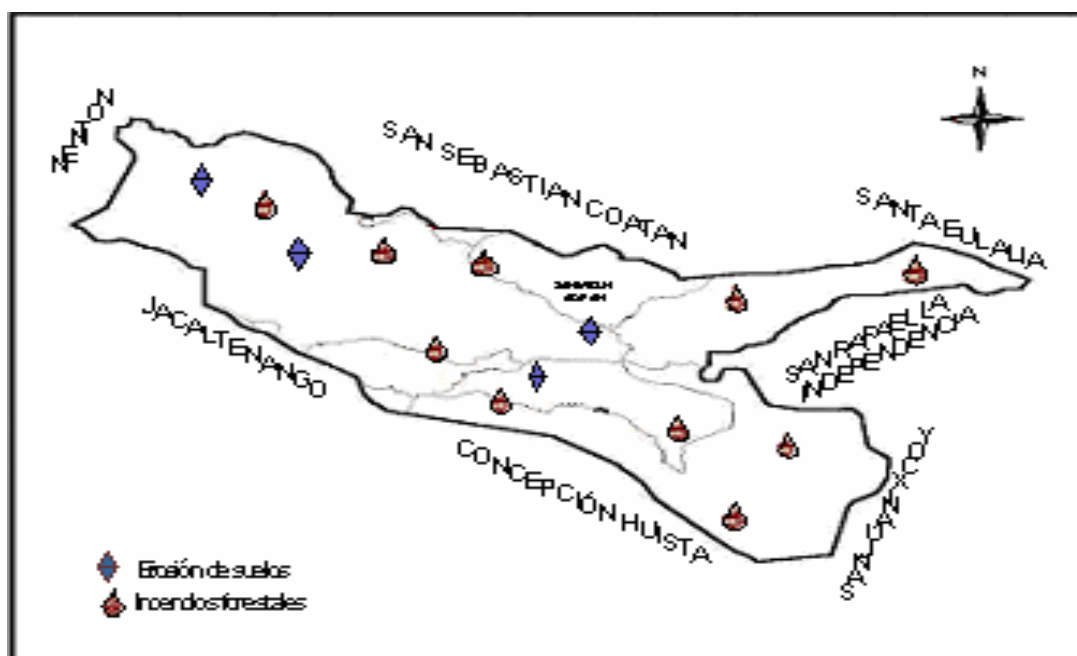 N
NENTON
SAN SEBASTIAN COATAN
SANTA EULALIA
SAN RAFAEL LA
INDEPENDENCIA
JACALTENANGO
CONCEPCIÓN HUISTA
SAN JUAN IXCOY
Erosión de suelos
Incendios forestales